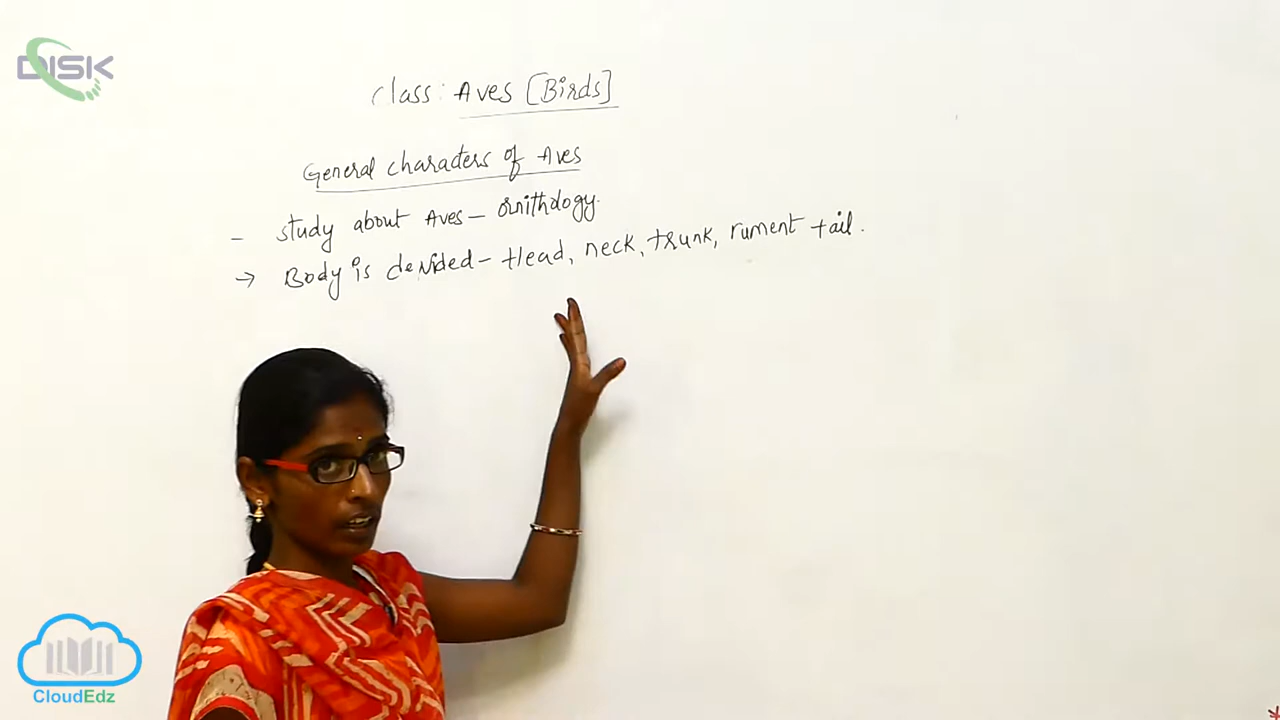 DISK
Class: Aves [Birds]
General characters of Aves
- study about Aves - Ornithology.
→ Body is devided - Head, neck, trunk, rument tail.
CloudEdz